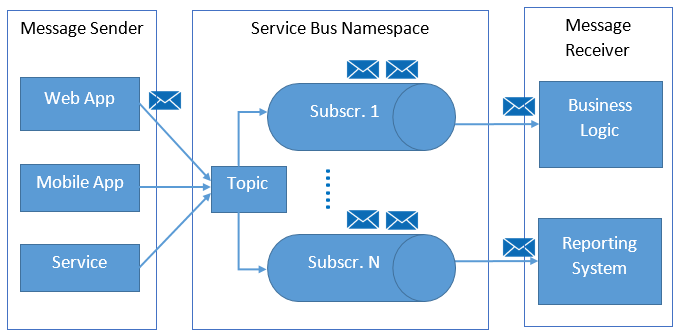 Message Sender
Service Bus Namespace
Message
Receiver
Web App
Mobile App
Service
Topic
Subscr. 1
Subscr. N
Business
Logic
Reporting
System